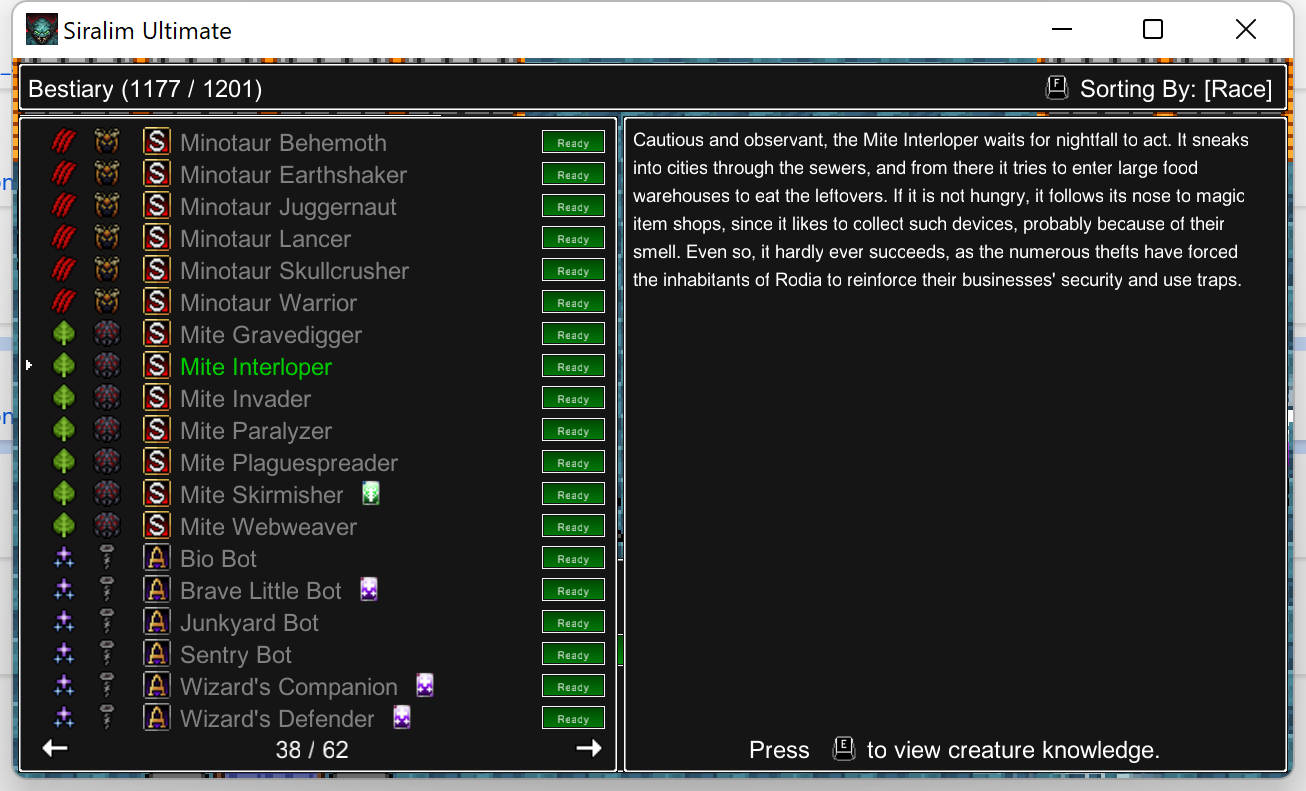 Siralim Ultimate
Bestiary (1177 / 1201)
F Sorting By: [Race]
S Minotaur Behemoth Ready
S Minotaur Earthshaker Ready
S Minotaur Juggernaut Ready
S Minotaur Lancer Ready
S Minotaur Skullcrusher Ready
S Minotaur Warrior Ready
S Mite Gravedigger Ready
S Mite Interloper Ready
S Mite Invader Ready
S Mite Paralyzer Ready
S Mite Plaguespreader Ready
S Mite Skirmisher Ready
S Mite Webweaver Ready
A Bio Bot Ready
A Brave Little Bot Ready
A Junkyard Bot Ready
A Sentry Bot Ready
A Wizard's Companion Ready
A Wizard's Defender Ready
38 / 62
Cautious and observant, the Mite Interloper waits for nightfall to act. It sneaks
into cities through the sewers, and from there it tries to enter large food
warehouses to eat the leftovers. If it is not hungry, it follows its nose to magic
item shops, since it likes to collect such devices, probably because of their
smell. Even so, it hardly ever succeeds, as the numerous thefts have forced
the inhabitants of Rodia to reinforce their businesses' security and use traps.
Press E to view creature knowledge.